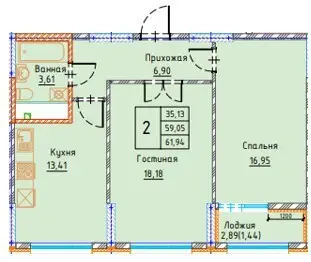 Ванная
3,61
Прихожая
6,90
2
35,13
59,05
61,94
Кухня
13,41
Гостиная
18,18
Спальня
16,95
Лоджия
2,89(1,44)
1200